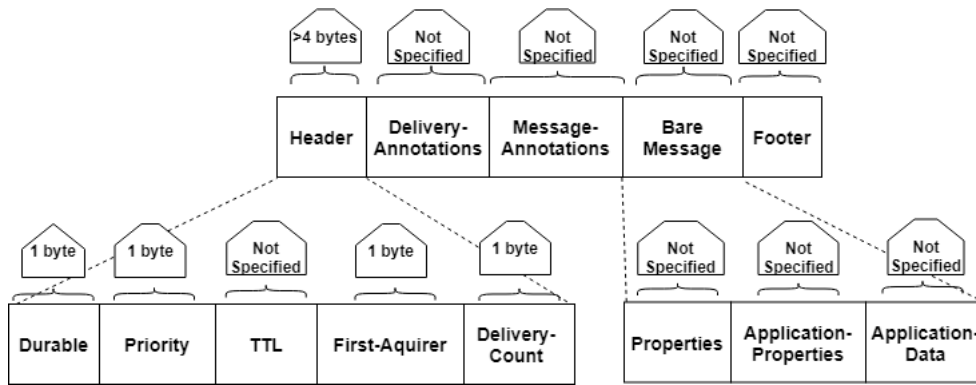 >4 bytes
Not
Specified
Not
Specified
Not
Specified
Not
Specified
Header
Delivery-
Annotations
Message-
Annotations
Bare
Message
Footer
1 byte
1 byte
Not
Specified
1 byte
1 byte
Not
Specified
Not
Specified
Not
Specified
Durable
Priority
TTL
First-Aquirer
Delivery-
Count
Properties
Application-
Properties
Application-
Data